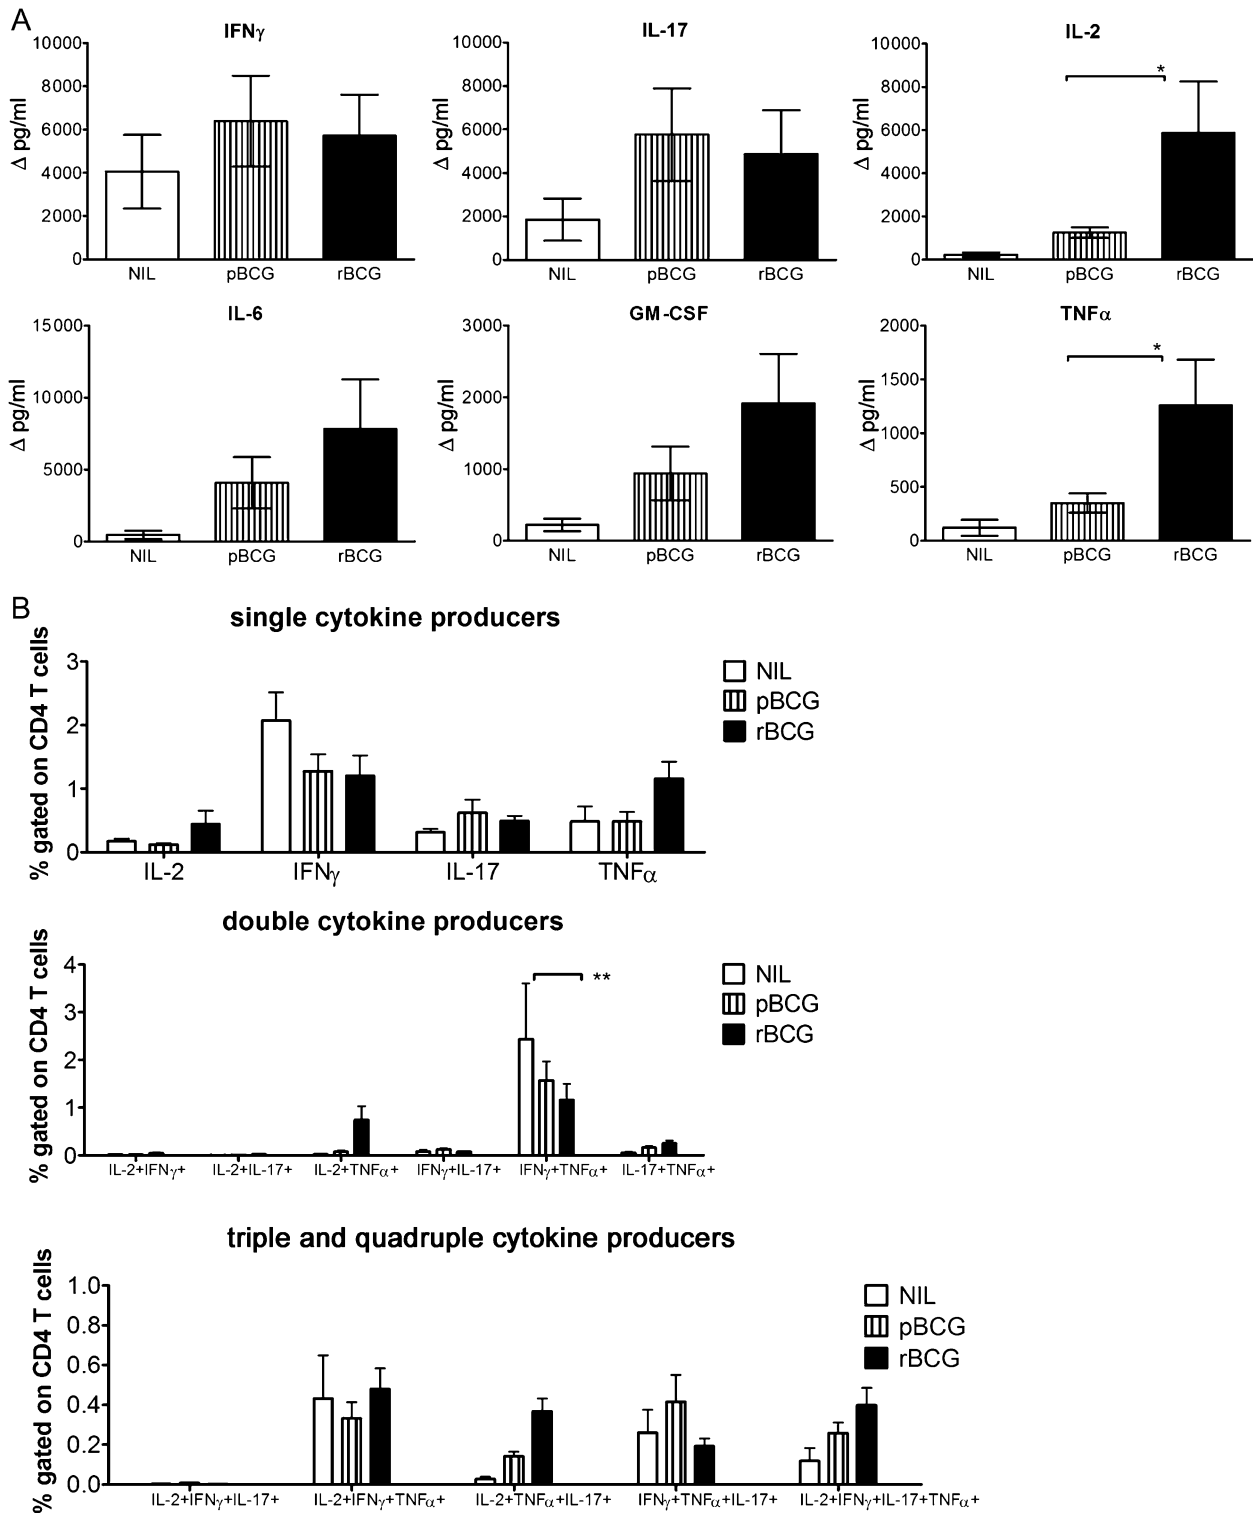 A
IFNγ
IL-17
IL-2
10000
8000
6000
4000
2000
0
Δ pg/ml
NIL
pBCG
rBCG
10000
8000
6000
4000
2000
0
Δ pg/ml
NIL
pBCG
rBCG
10000
8000
6000
4000
2000
0
Δ pg/ml
*
NIL
pBCG
rBCG
IL-6
GM-CSF
TNFα
15000
10000
5000
0
Δ pg/ml
NIL
pBCG
rBCG
3000
2000
1000
0
Δ pg/ml
NIL
pBCG
rBCG
2000
1500
1000
500
0
Δ pg/ml
*
NIL
pBCG
rBCG
B
single cytokine producers
% gated on CD4 T cells
3
2
1
0
IL-2
IFNγ
IL-17
TNFα
NIL
pBCG
rBCG
double cytokine producers
% gated on CD4 T cells
4
3
2
1
0
**
IL-2+IFNγ+
IL-2+IL-17+
IL-2+TNFα+
IFNγ+IL-17+
IFNγ+TNFα+
IL-17+TNFα+
NIL
pBCG
rBCG
triple and quadruple cytokine producers
% gated on CD4 T cells
1.0
0.8
0.6
0.4
0.2
0.0
IL-2+IFNγ+IL-17+
IL-2+IFNγ+TNFα+
IL-2+TNFα+IL-17+
IFNγ+TNFα+IL-17+
IL-2+IFNγ+IL-17+TNFα+
NIL
pBCG
rBCG